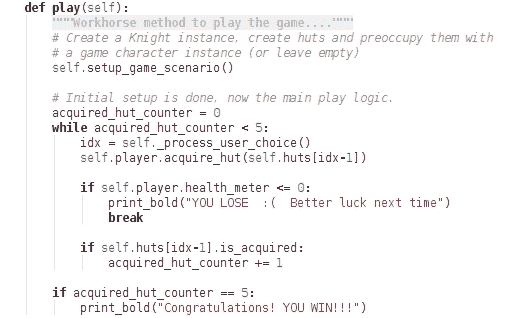 def play(self):
    """Workhorse method to play the game...."""
    # Create a Knight instance, create huts and preoccupy them with
    # a game character instance (or leave empty)
    self.setup_game_scenario()

    # Initial setup is done, now the main play logic.
    acquired_hut_counter = 0
    while acquired_hut_counter < 5:
        idx = self._process_user_choice()
        self.player.acquire_hut(self.huts[idx-1])

        if self.player.health_meter <= 0:
            print_bold("YOU LOSE  :(  Better luck next time")
            break

        if self.huts[idx-1].is_acquired:
            acquired_hut_counter += 1

    if acquired_hut_counter == 5:
        print_bold("Congratulations! YOU WIN!!!")